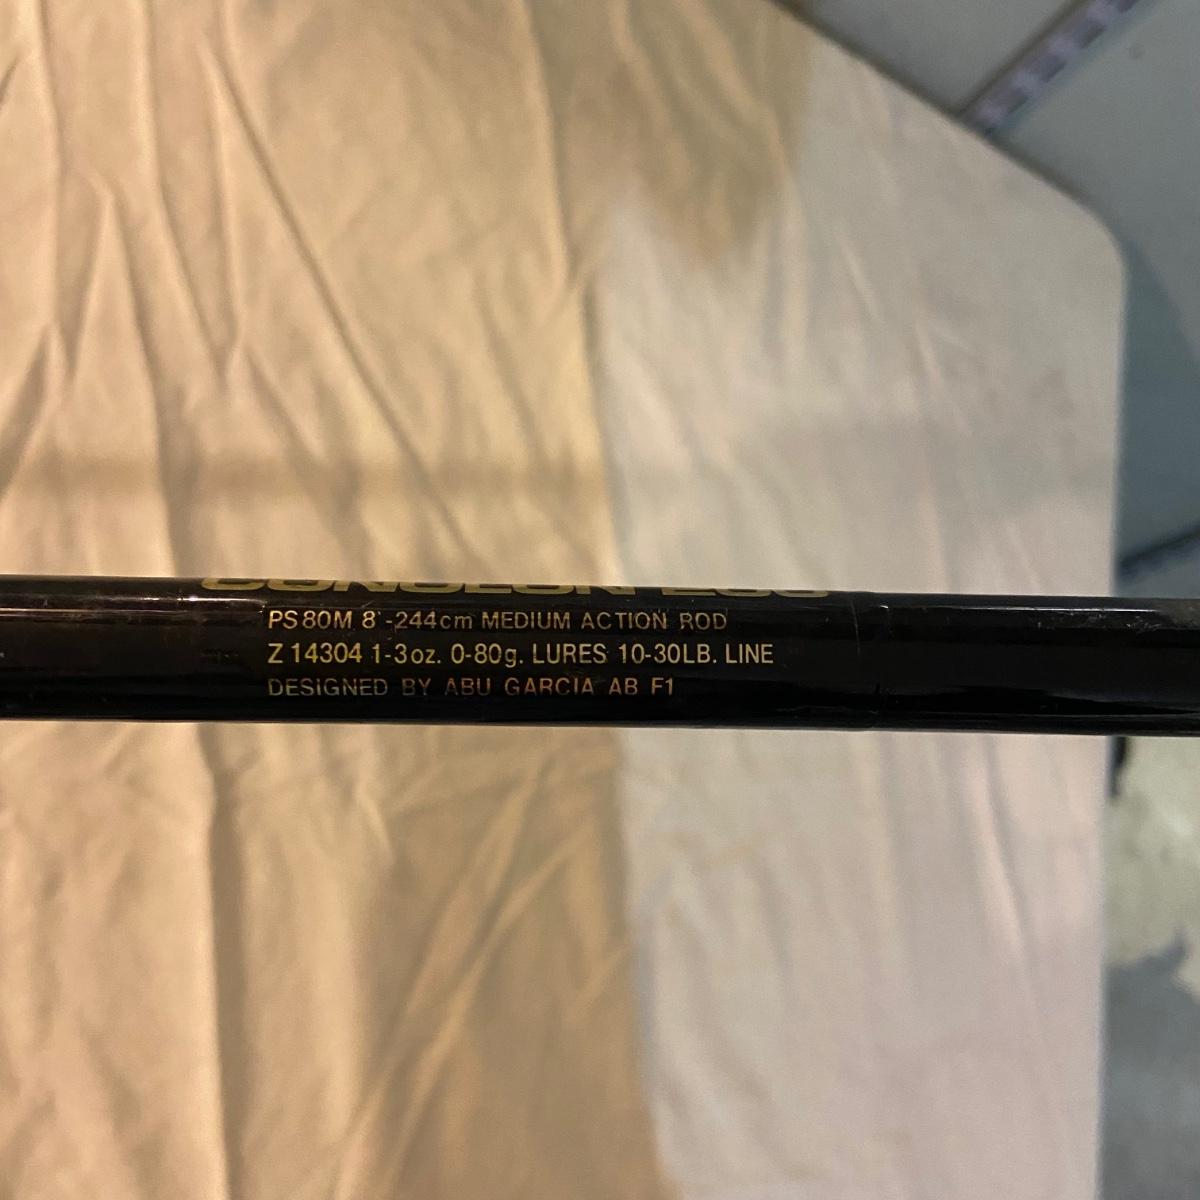 CONOLON
PS 80M 8'-244cm MEDIUM ACTION ROD
Z 14304 1-3oz. 0-80g. LURES 10-30LB. LINE
DESIGNED BY ABU GARCIA AB F1